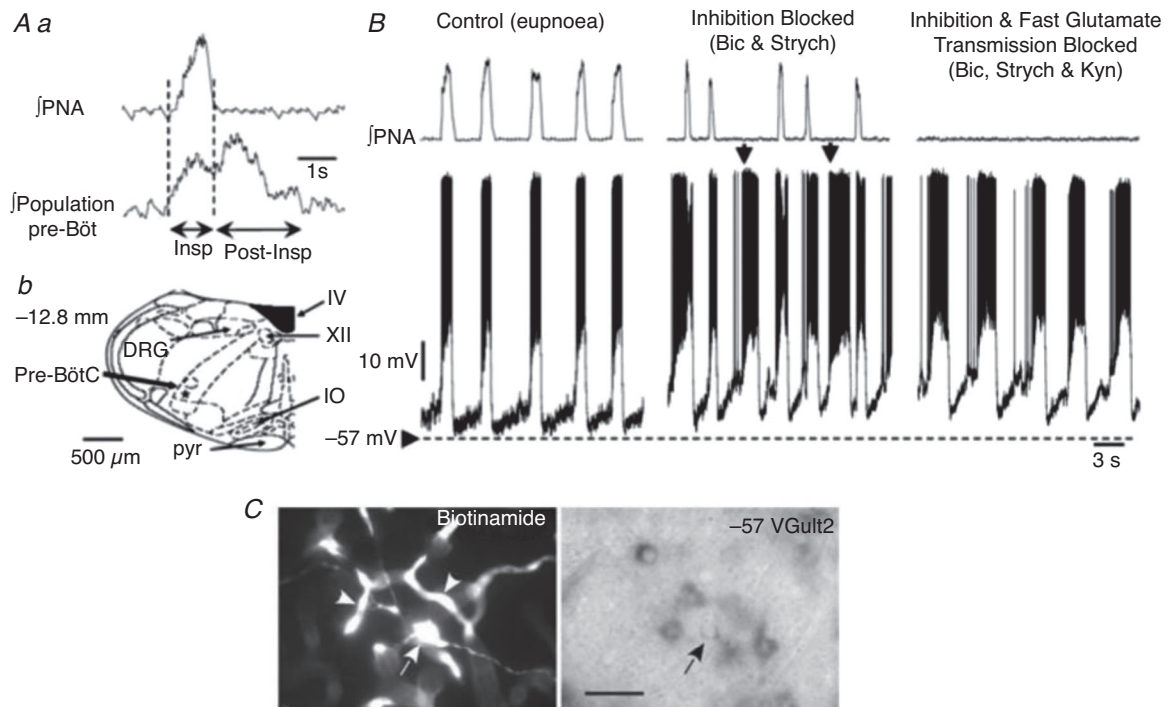 A a
∫PNA
1s
∫Population
pre-Böt
Insp
Post-Insp
b
–12.8 mm
IV
XII
DRG
Pre-BötC
IO
pyr
500 µm
B
Control (eupnoea)
Inhibition Blocked
(Bic & Strych)
Inhibition & Fast Glutamate
Transmission Blocked
(Bic, Strych & Kyn)
∫PNA
10 mV
–57 mV
3 s
C
Biotinamide
–57 VGult2